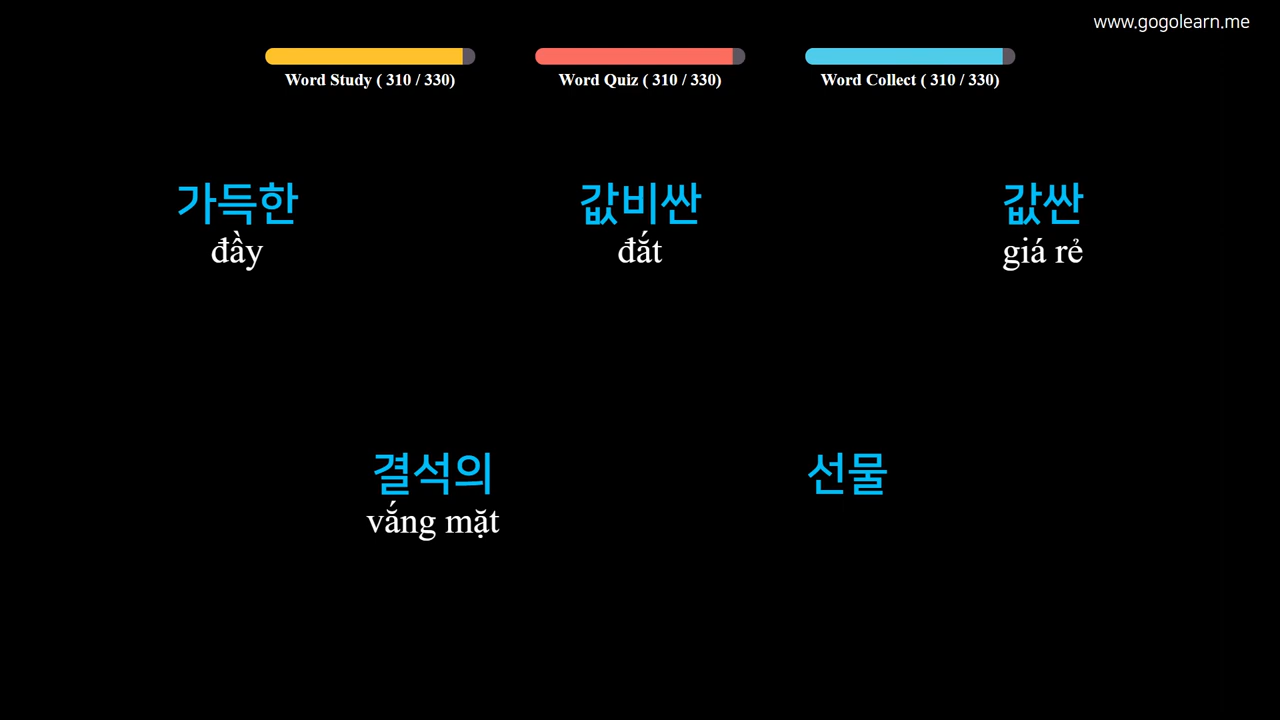 www.gogolearn.me
Word Study ( 310 / 330)
Word Quiz ( 310 / 330)
Word Collect ( 310 / 330)
가득한
đầy
값비싼
đắt
값싼
giá rẻ
결석의
vắng mặt
선물